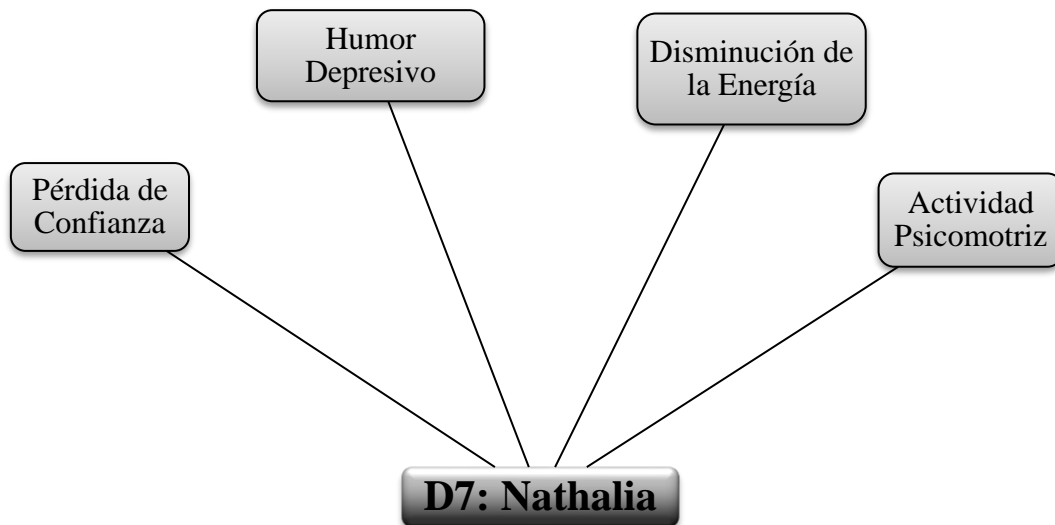 Humor
Depresivo
Disminución de
la Energía
Pérdida de
Confianza
Actividad
Psicomotriz
D7: Nathalia